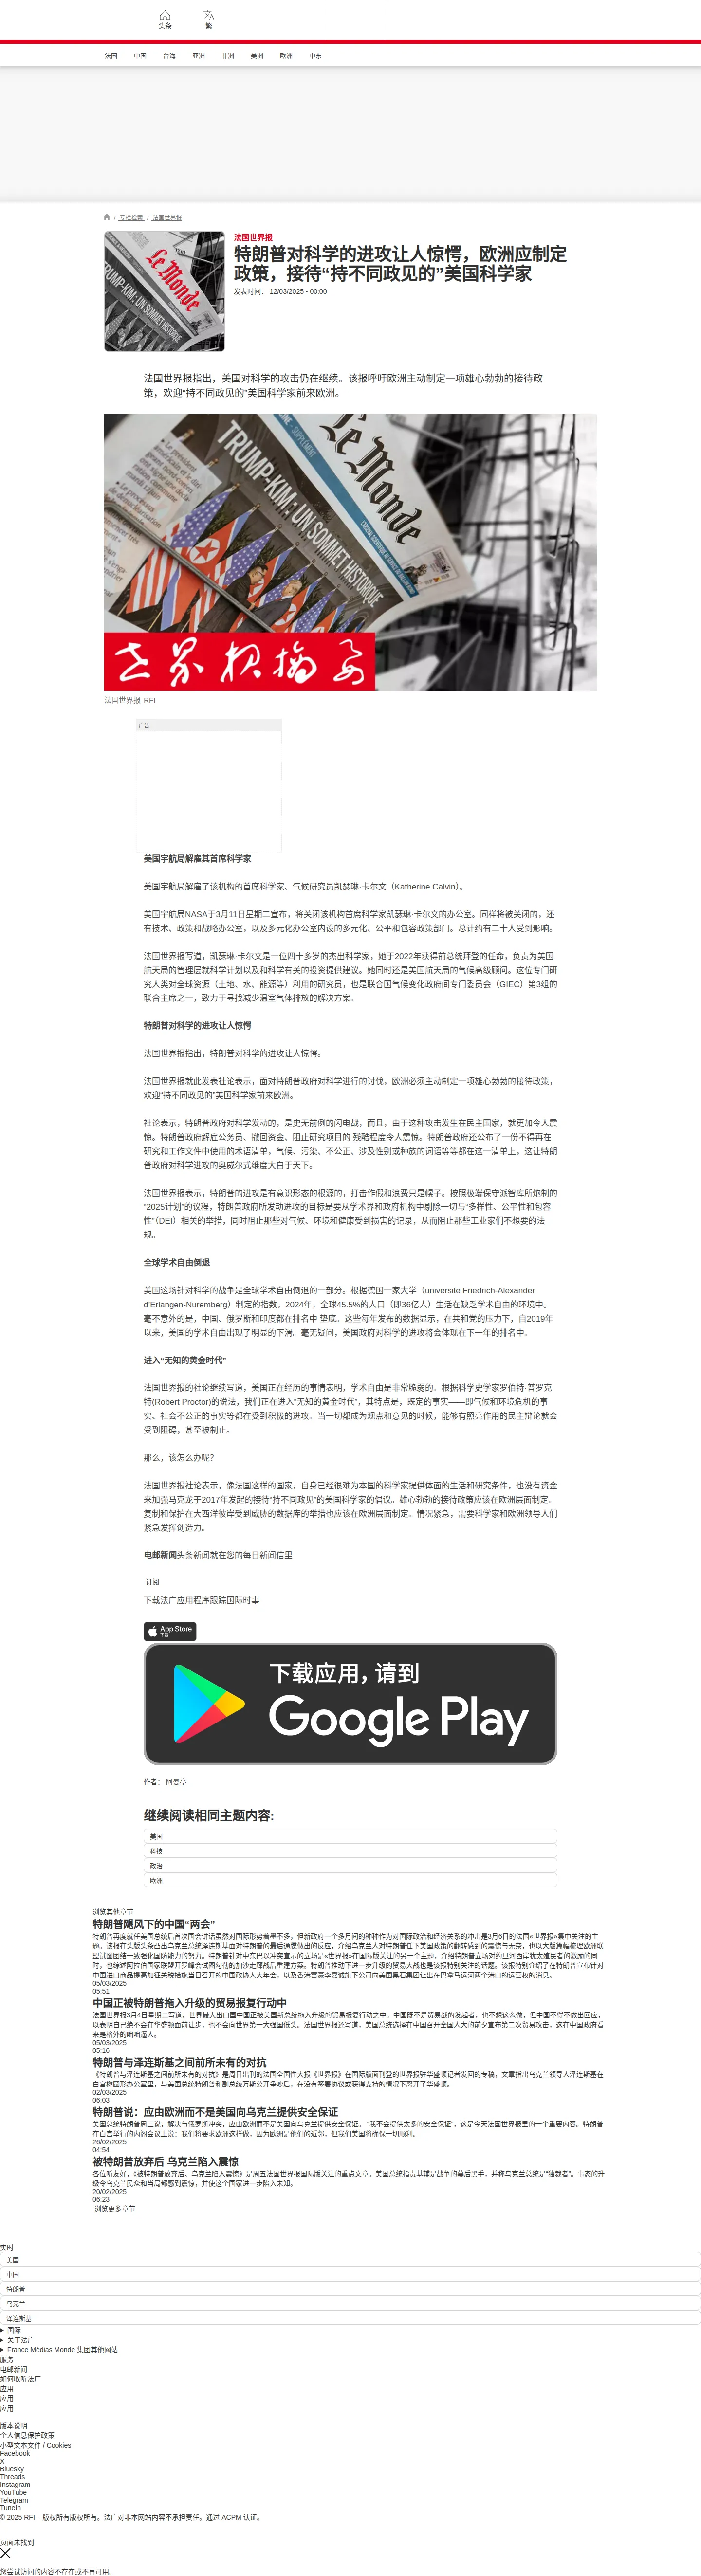 头条
繁
法国 中国 台海 亚洲 非洲 美洲 欧洲 中东
/ 专栏检索 / 法国世界报
法国世界报
特朗普对科学的进攻让人惊愕，欧洲应制定
政策，接待“持不同政见的”美国科学家
发表时间： 12/03/2025 - 00:00
法国世界报指出，美国对科学的攻击仍在继续。该报呼吁欧洲主动制定一项雄心勃勃的接待政
策，欢迎“持不同政见的”美国科学家前来欧洲。
Le Monde
TRUMP-KIM : UN SOMMET HISTORIQUE
世界报摘要
法国世界报 RFI
广告
美国宇航局解雇其首席科学家
美国宇航局解雇了该机构的首席科学家、气候研究员凯瑟琳·卡尔文（Katherine Calvin）。
美国宇航局NASA于3月11日星期二宣布，将关闭该机构首席科学家凯瑟琳·卡尔文的办公室。同样将被关闭的，还
有技术、政策和战略办公室，以及多元化办公室内设的多元化、公平和包容政策部门。总计约有二十人受到影响。
法国世界报写道，凯瑟琳·卡尔文是一位四十多岁的杰出科学家，她于2022年获得前总统拜登的任命，负责为美国
航天局的管理层就科学计划以及和科学有关的投资提供建议。她同时还是美国航天局的气候高级顾问。这位专门研
究人类对全球资源（土地、水、能源等）利用的研究员，也是联合国气候变化政府间专门委员会（GIEC）第3组的
联合主席之一，致力于寻找减少温室气体排放的解决方案。
特朗普对科学的进攻让人惊愕
法国世界报指出，特朗普对科学的进攻让人惊愕。
法国世界报就此发表社论表示，面对特朗普政府对科学进行的讨伐，欧洲必须主动制定一项雄心勃勃的接待政策，
欢迎“持不同政见的”美国科学家前来欧洲。
社论表示，特朗普政府对科学发动的，是史无前例的闪电战，而且，由于这种攻击发生在民主国家，就更加令人震
惊。特朗普政府解雇公务员、撤回资金、阻止研究项目的 残酷程度令人震惊。特朗普政府还公布了一份不得再在
研究和工作文件中使用的术语清单，气候、污染、不公正、涉及性别或种族的词语等等都在这一清单上，这让特朗
普政府对科学进攻的奥威尔式维度大白于天下。
法国世界报表示，特朗普的进攻是有意识形态的根源的，打击作假和浪费只是幌子。按照极端保守派智库所炮制的
“2025计划”的议程，特朗普政府所发动进攻的目标是要从学术界和政府机构中剔除一切与“多样性、公平性和包容
性”（DEI）相关的举措，同时阻止那些对气候、环境和健康受到损害的记录，从而阻止那些工业家们不想要的法
规。
全球学术自由倒退
美国这场针对科学的战争是全球学术自由倒退的一部分。根据德国一家大学（université Friedrich-Alexander
d’Erlangen-Nuremberg）制定的指数，2024年，全球45.5%的人口（即36亿人）生活在缺乏学术自由的环境中。
毫不意外的是，中国、俄罗斯和印度都在排名中 垫底。这些每年发布的数据显示，在共和党的压力下，自2019年
以来，美国的学术自由出现了明显的下滑。毫无疑问，美国政府对科学的进攻将会体现在下一年的排名中。
进入“无知的黄金时代”
法国世界报的社论继续写道，美国正在经历的事情表明，学术自由是非常脆弱的。根据科学史学家罗伯特·普罗克
特(Robert Proctor)的说法，我们正在进入“无知的黄金时代”，其特点是，既定的事实——即气候和环境危机的事
实、社会不公正的事实等都在受到积极的进攻。当一切都成为观点和意见的时候，能够有照亮作用的民主辩论就会
受到阻碍，甚至被制止。
那么，该怎么办呢？
法国世界报社论表示，像法国这样的国家，自身已经很难为本国的科学家提供体面的生活和研究条件，也没有资金
来加强马克龙于2017年发起的接待“持不同政见”的美国科学家的倡议。雄心勃勃的接待政策应该在欧洲层面制定。
复制和保护在大西洋彼岸受到威胁的数据库的举措也应该在欧洲层面制定。情况紧急，需要科学家和欧洲领导人们
紧急发挥创造力。
电邮新闻头条新闻就在您的每日新闻信里
订阅
下载法广应用程序跟踪国际时事
App Store
下载
下载应用，请到
Google Play
作者： 阿曼亭
继续阅读相同主题内容:
美国
科技
政治
欧洲
浏览其他章节
特朗普飓风下的中国“两会”
特朗普再度就任美国总统后首次国会讲话虽然对国际形势着墨不多，但新政府一个多月间的种种作为对国际政治和经济关系的冲击是3月6日的法国«世界报»集中关注的主
题。该报在头版头条凸出乌克兰总统泽连斯基面对特朗普的最后通牒做出的反应，介绍乌克兰人对特朗普任下美国政策的翻转感到的震惊与无奈，也以大版篇幅梳理欧洲联
盟试图团结一致强化国防能力的努力。特朗普针对中东巴以冲突宣示的立场是«世界报»在国际版关注的另一个主题，介绍特朗普立场对约旦河西岸犹太殖民者的激励的同
时，也综述阿拉伯国家联盟开罗峰会试图勾勒的加沙走廊战后重建方案。特朗普推动下进一步升级的贸易大战也是该报特别关注的话题。该报特别介绍了在特朗普宣布针对
中国进口商品提高加征关税措施当日召开的中国政协人大年会，以及香港富豪李嘉诚旗下公司向美国黑石集团让出在巴拿马运河两个港口的运营权的消息。
05/03/2025
05:51
中国正被特朗普拖入升级的贸易报复行动中
法国世界报3月4日星期二写道，世界最大出口国中国正被美国新总统拖入升级的贸易报复行动之中。中国既不是贸易战的发起者，也不想这么做，但中国不得不做出回应，
以表明自己绝不会在华盛顿面前让步，也不会向世界第一大强国低头。法国世界报还写道，美国总统选择在中国召开全国人大的前夕宣布第二次贸易攻击，这在中国政府看
来是格外的咄咄逼人。
05/03/2025
05:16
特朗普与泽连斯基之间前所未有的对抗
《特朗普与泽连斯基之间前所未有的对抗》是周日出刊的法国全国性大报《世界报》在国际版面刊登的世界报驻华盛顿记者发回的专稿，文章指出乌克兰领导人泽连斯基在
白宫椭圆形办公室里，与美国总统特朗普和副总统万斯公开争吵后，在没有签署协议或获得支持的情况下离开了华盛顿。
02/03/2025
06:03
特朗普说：应由欧洲而不是美国向乌克兰提供安全保证
美国总统特朗普周三说，解决与俄罗斯冲突，应由欧洲而不是美国向乌克兰提供安全保证。 “我不会提供太多的安全保证”，这是今天法国世界报里的一个重要内容。特朗普
在白宫举行的内阁会议上说：我们将要求欧洲这样做，因为欧洲是他们的近邻，但我们美国将确保一切顺利。
26/02/2025
04:54
被特朗普放弃后 乌克兰陷入震惊
各位听友好，《被特朗普放弃后、乌克兰陷入震惊》是周五法国世界报国际版关注的重点文章。美国总统指责基辅是战争的幕后黑手，并称乌克兰总统是“独裁者”。事态的升
级令乌克兰民众和当局都感到震惊，并使这个国家进一步陷入未知。
20/02/2025
06:23
浏览更多章节
实时
美国
中国
特朗普
乌克兰
泽连斯基
国际
关于法广
France Médias Monde 集团其他网站
服务
电邮新闻
如何收听法广
应用
应用
应用
版本说明
个人信息保护政策
小型文本文件 / Cookies
Facebook
X
Bluesky
Threads
Instagram
YouTube
Telegram
TuneIn
© 2025 RFI – 版权所有版权所有。法广对非本网站内容不承担责任。通过 ACPM 认证。
页面未找到
您尝试访问的内容不存在或不再可用。